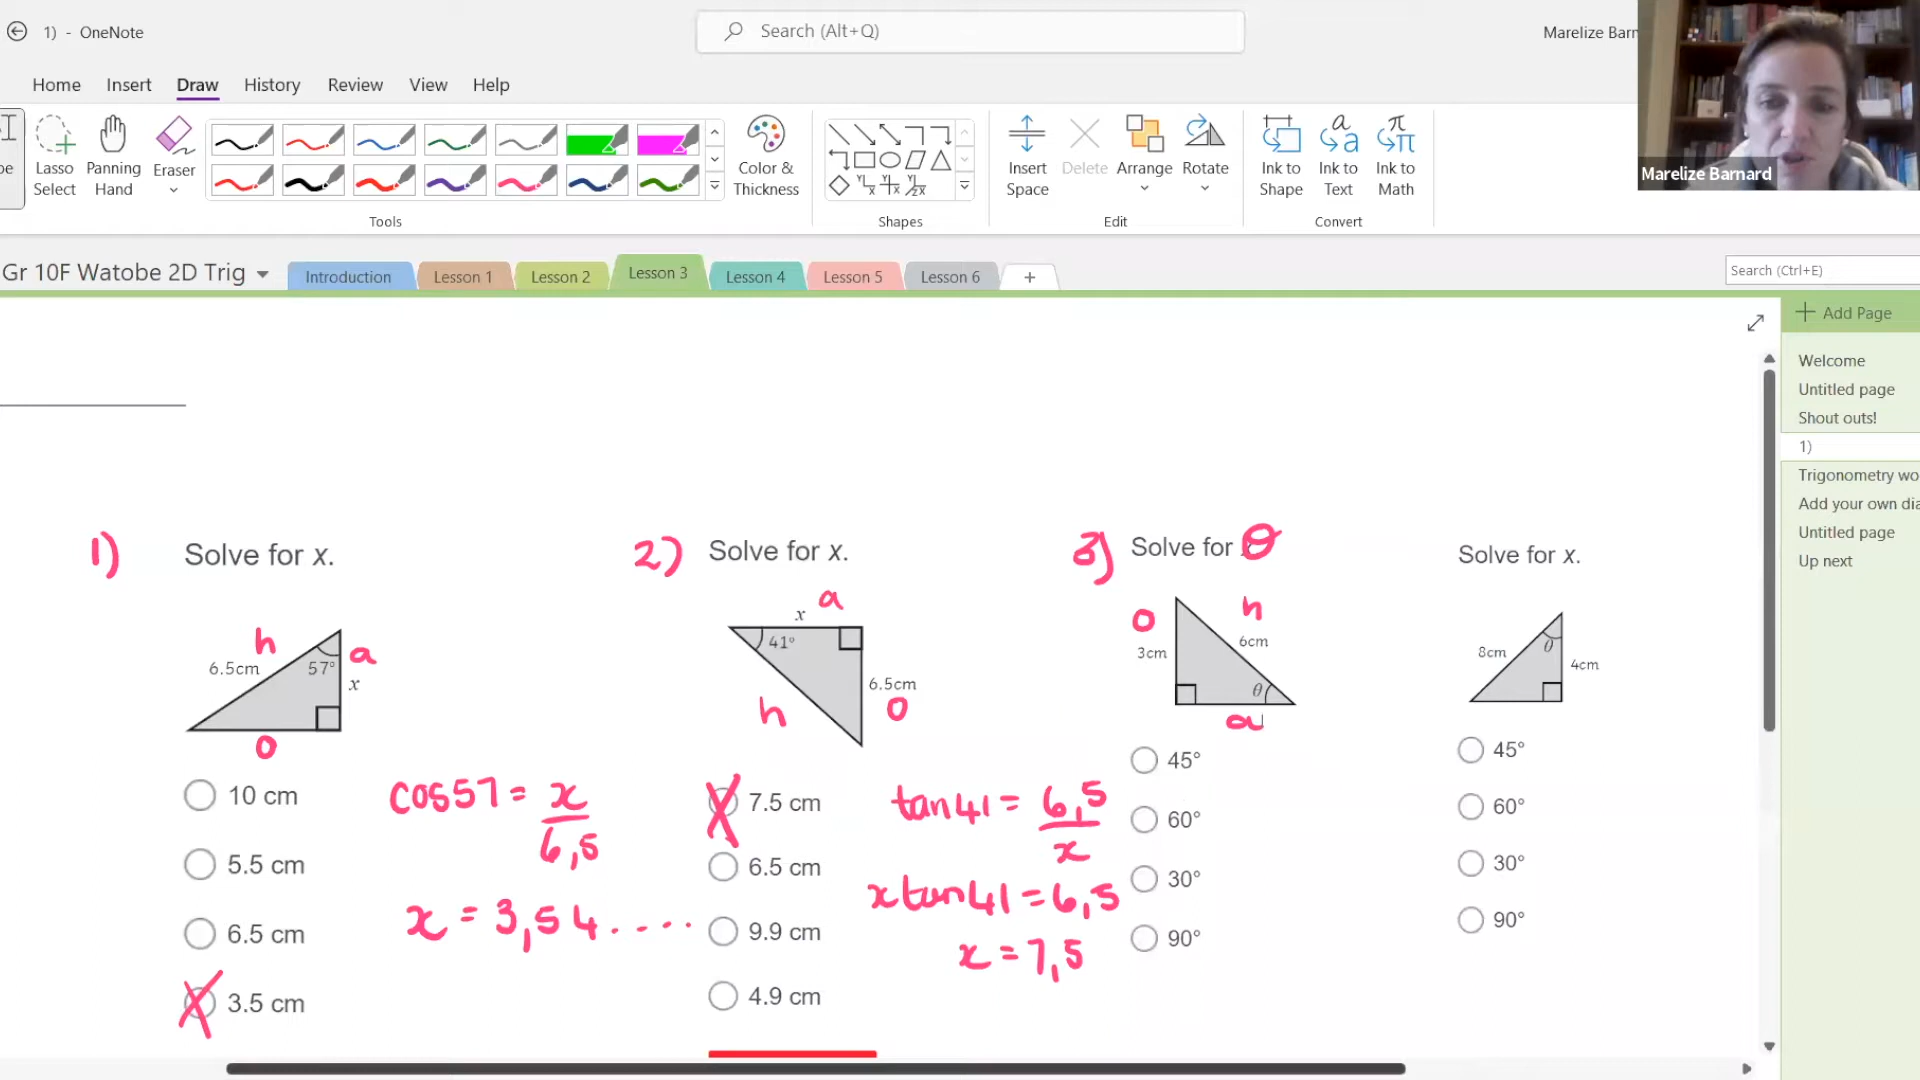 1) - OneNote
Search (Alt+Q)
Marelize Barn
Home Insert Draw History Review View Help
Lasso Select
Panning Hand
Eraser
Color & Thickness
Insert Space
Delete
Arrange
Rotate
Ink to Shape
Ink to Text
Ink to Math
Tools
Shapes
Edit
Convert
Marelize Barnard
Gr 10F Watobe 2D Trig
Introduction
Lesson 1
Lesson 2
Lesson 3
Lesson 4
Lesson 5
Lesson 6
Search (Ctrl+E)
Add Page
Welcome
Untitled page
Shout outs!
1)
Trigonometry wo
Add your own dia
Untitled page
Up next
1) Solve for x.
h
6.5cm
57°
a
x
o
10 cm
5.5 cm
6.5 cm
3.5 cm
cos57 = x
6,5
x = 3,54.....
2) Solve for x.
a
x
41°
6.5cm
h
o
7.5 cm
6.5 cm
9.9 cm
4.9 cm
tan41 = 6,5
x
x tan41 = 6,5
x = 7,5
3) Solve for θ
o
h
3cm
6cm
θ
a
45°
60°
30°
90°
Solve for x.
8cm
θ
4cm
45°
60°
30°
90°